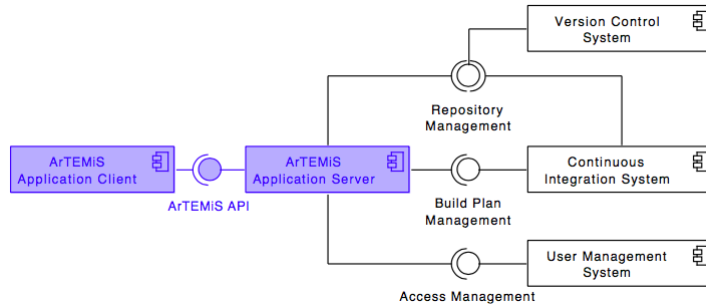 Version Control
System
Repository
Management
ArTEMiS
Application Client
ArTEMiS API
ArTEMiS
Application Server
Build Plan
Management
Continuous
Integration System
User Management
System
Access Management